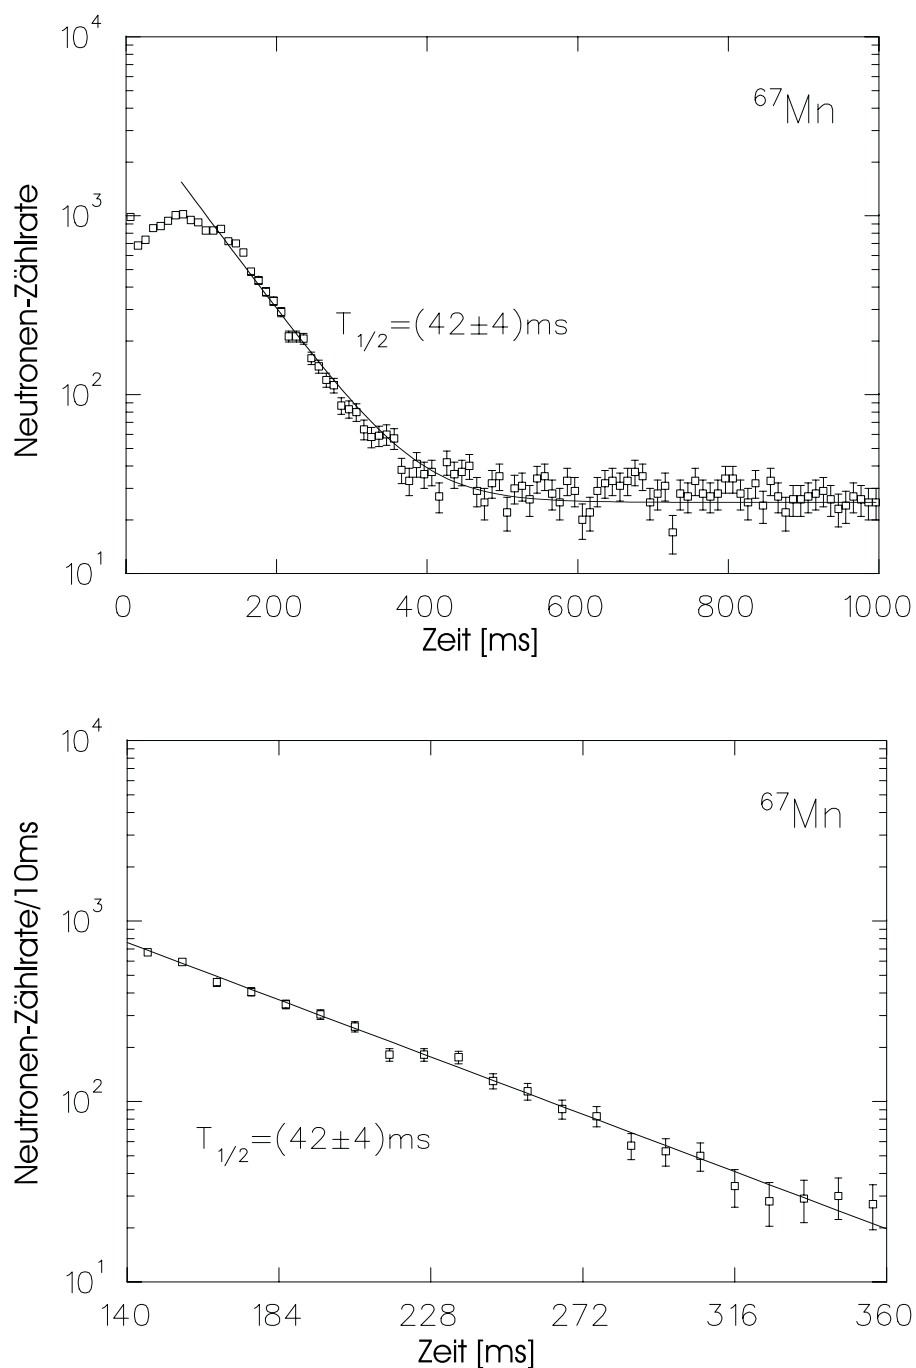 10⁴
⁶⁷Mn
10³
T₁/₂=(42±4)ms
10²
10¹
0 200 400 600 800 1000
Zeit [ms]
Neutronen-Zählrate
10⁴
⁶⁷Mn
10³
10²
T₁/₂=(42±4)ms
10¹
140 184 228 272 316 360
Zeit [ms]
Neutronen-Zählrate/10ms